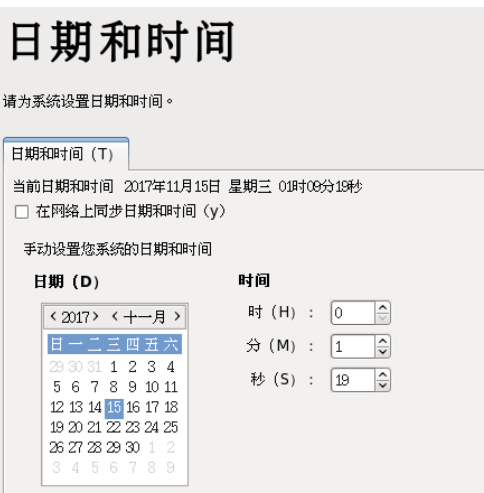 日期和时间
请为系统设置日期和时间。
日期和时间（T）
当前日期和时间 2017年11月15日 星期三 01时09分19秒
在网络上同步日期和时间（y）
手动设置您系统的日期和时间
日期（D） 时间
2017 十一月
日 一 二 三 四 五 六
29 30 31 1 2 3 4
5 6 7 8 9 10 11
12 13 14 15 16 17 18
19 20 21 22 23 24 25
26 27 28 29 30 1 2
3 4 5 6 7 8 9
时（H）： 0
分（M）： 1
秒（S）： 19